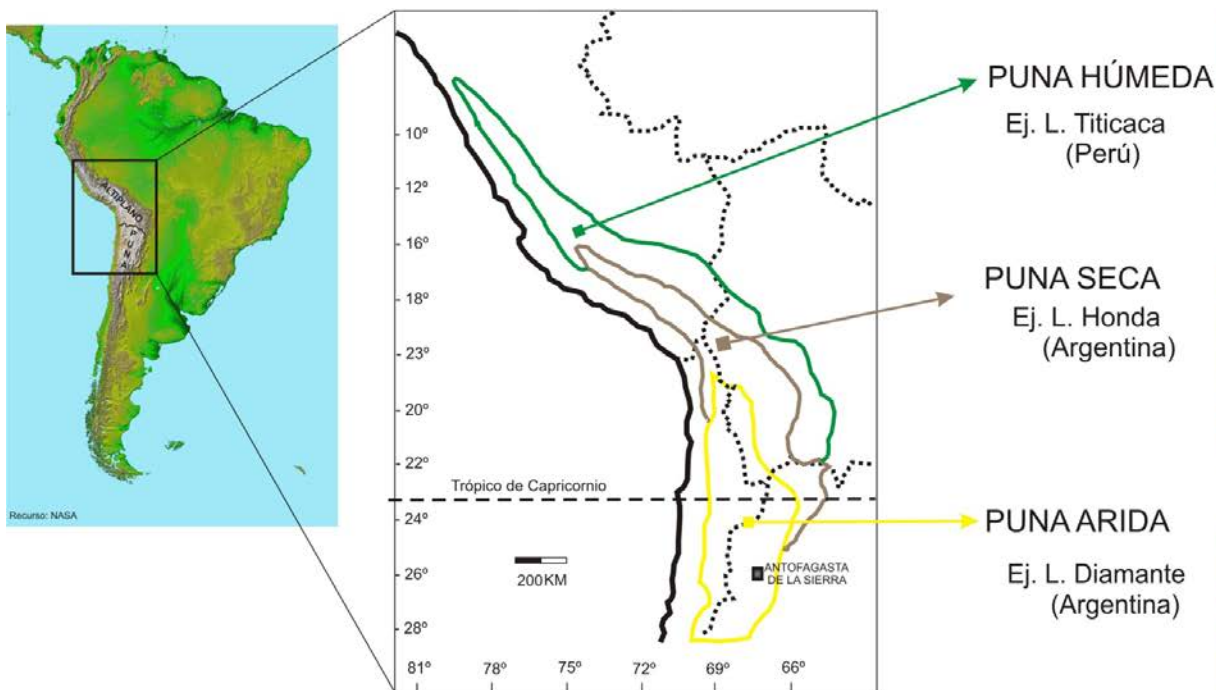 ALTIPLANO
PUNA
Recurso: NASA
10º
12º
16º
18º
23º
20º
22º
24º
26º
28º
81º
78º
75º
72º
69º
66º
Trópico de Capricornio
200 KM
ANTOFAGASTA
DE LA SIERRA
PUNA HÚMEDA
Ej. L. Titicaca
(Perú)
PUNA SECA
Ej. L. Honda
(Argentina)
PUNA ARIDA
Ej. L. Diamante
(Argentina)